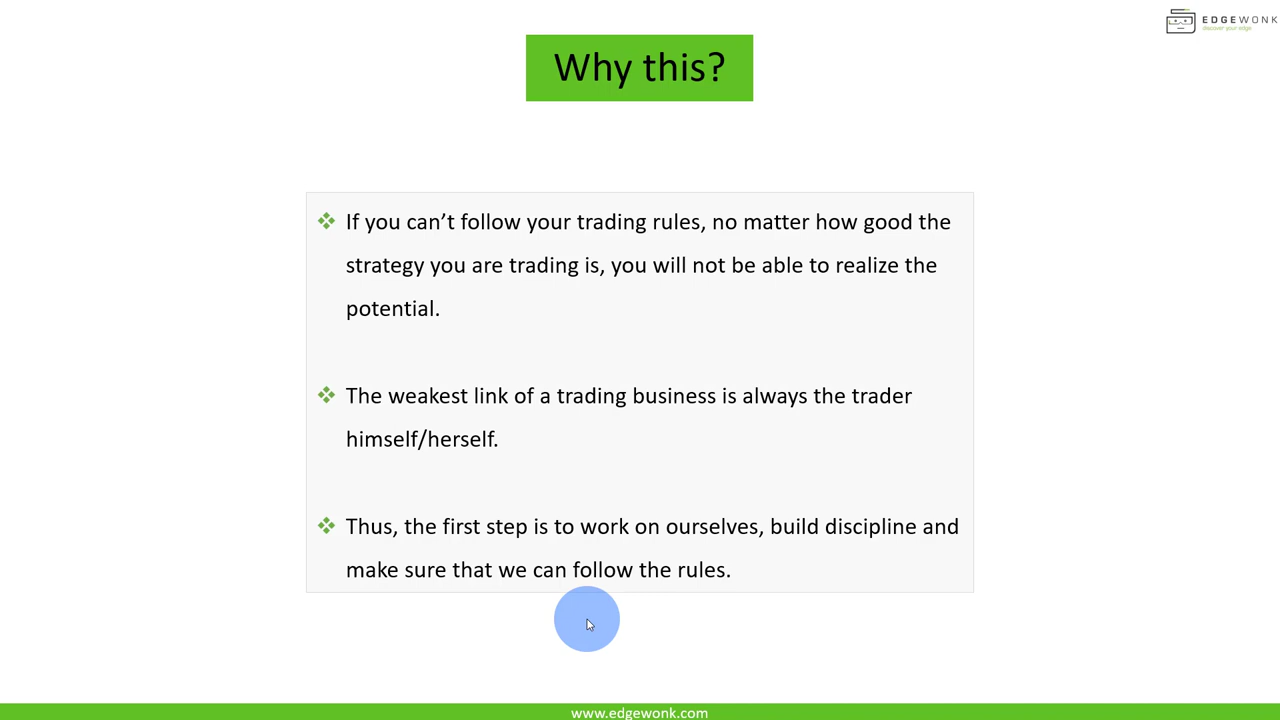 EDGEWONK
discover your edge
Why this?
If you can't follow your trading rules, no matter how good the
strategy you are trading is, you will not be able to realize the
potential.
The weakest link of a trading business is always the trader
himself/herself.
Thus, the first step is to work on ourselves, build discipline and
make sure that we can follow the rules.
www.edgewonk.com